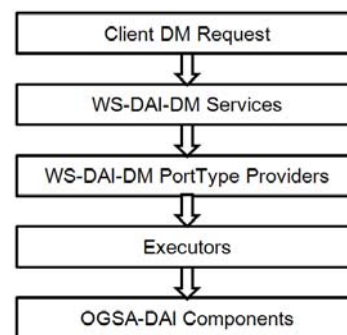 Client DM Request
WS-DAI-DM Services
WS-DAI-DM PortType Providers
Executors
OGSA-DAI Components